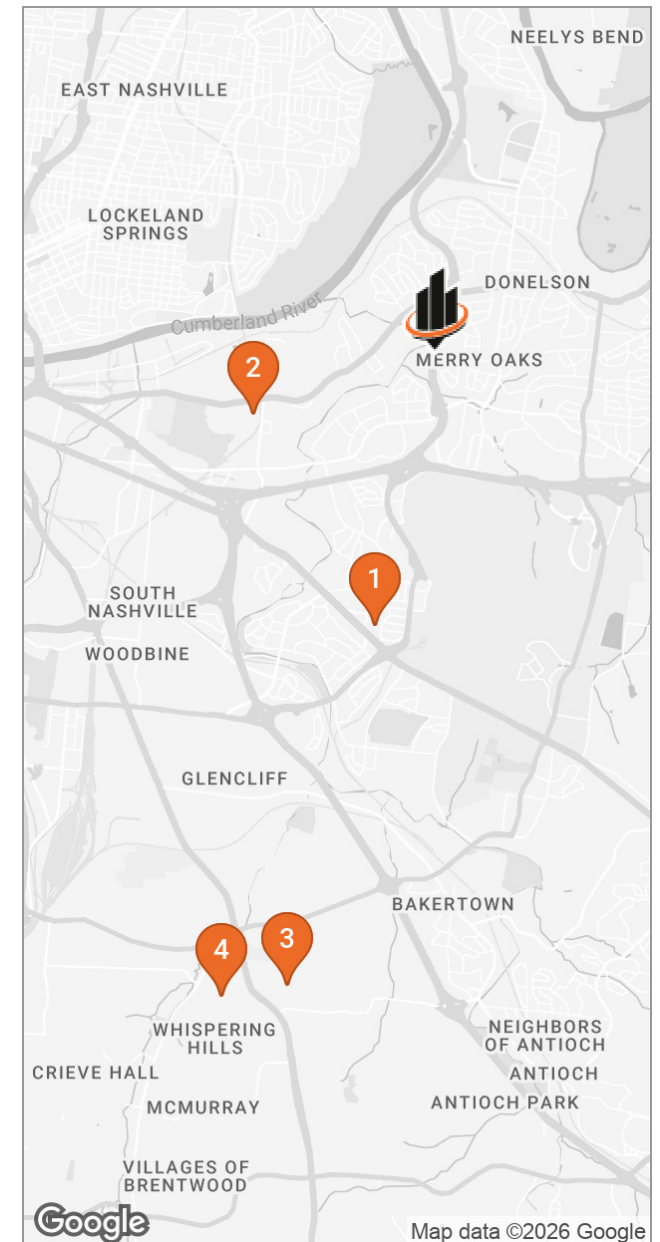 NEELYS BEND
EAST NASHVILLE
LOCKELAND
SPRINGS
DONELSON
Cumberland River
MERRY OAKS
2
1
SOUTH
NASHVILLE
WOODBINE
GLENCLIFF
BAKERTOWN
3
4
WHISPERING
HILLS
NEIGHBORS
OF ANTIOCH
CRIEVE HALL
ANTIOCH
MCMURRAY
ANTIOCH PARK
VILLAGES OF
BRENTWOOD
Google
Map data ©2026 Google